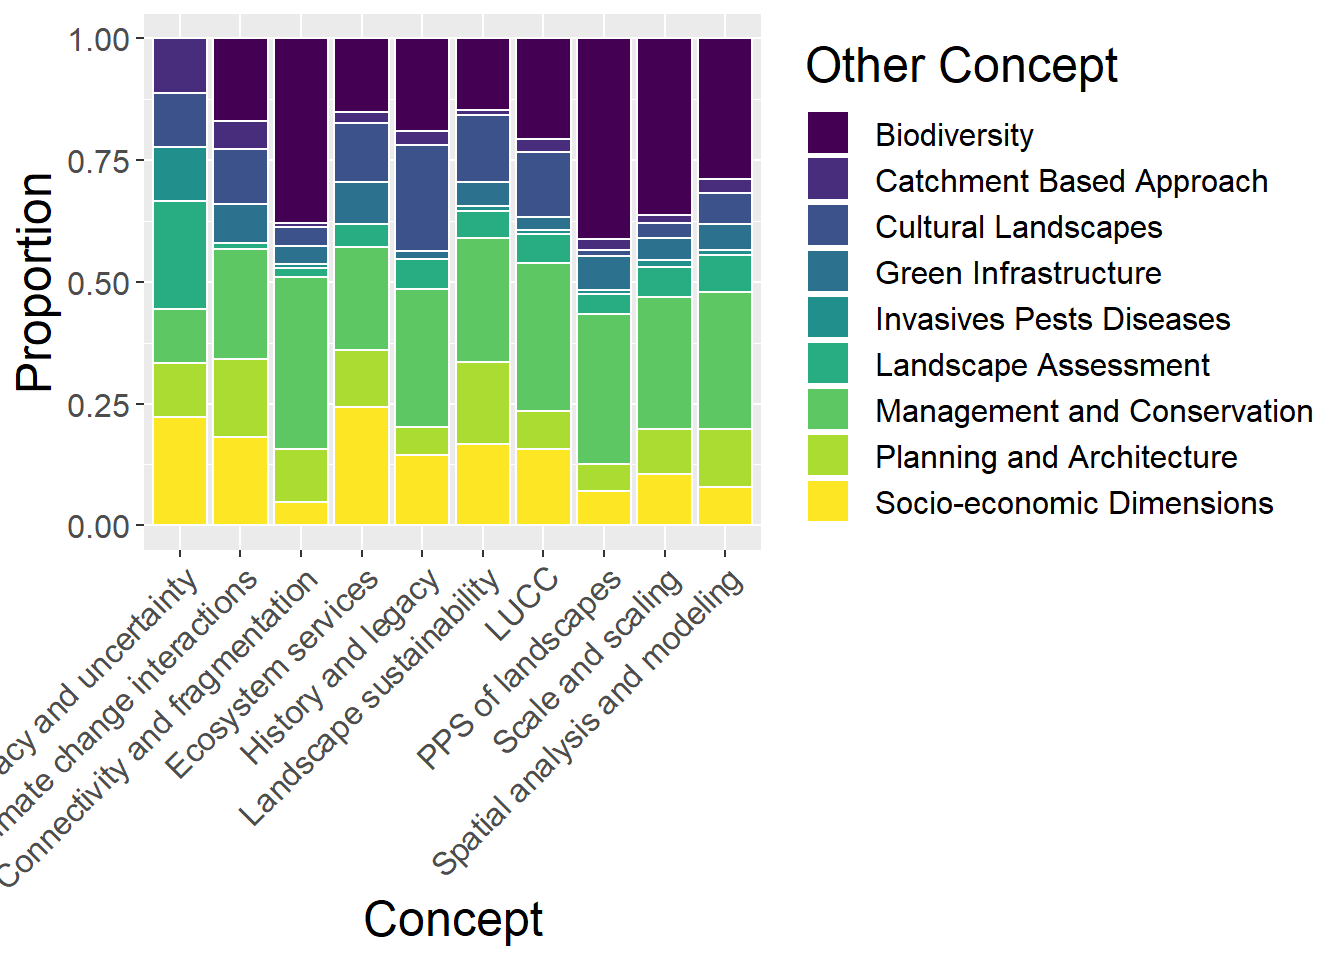 Proportion
1.00
0.75
0.50
0.25
0.00
and uncertainty
change interactions
Connectivity and fragmentation
Ecosystem services
History and legacy
Landscape sustainability
LUCC
PPS of landscapes
Scale and scaling
Spatial analysis and modeling
Concept
Other Concept
Biodiversity
Catchment Based Approach
Cultural Landscapes
Green Infrastructure
Invasives Pests Diseases
Landscape Assessment
Management and Conservation
Planning and Architecture
Socio-economic Dimensions